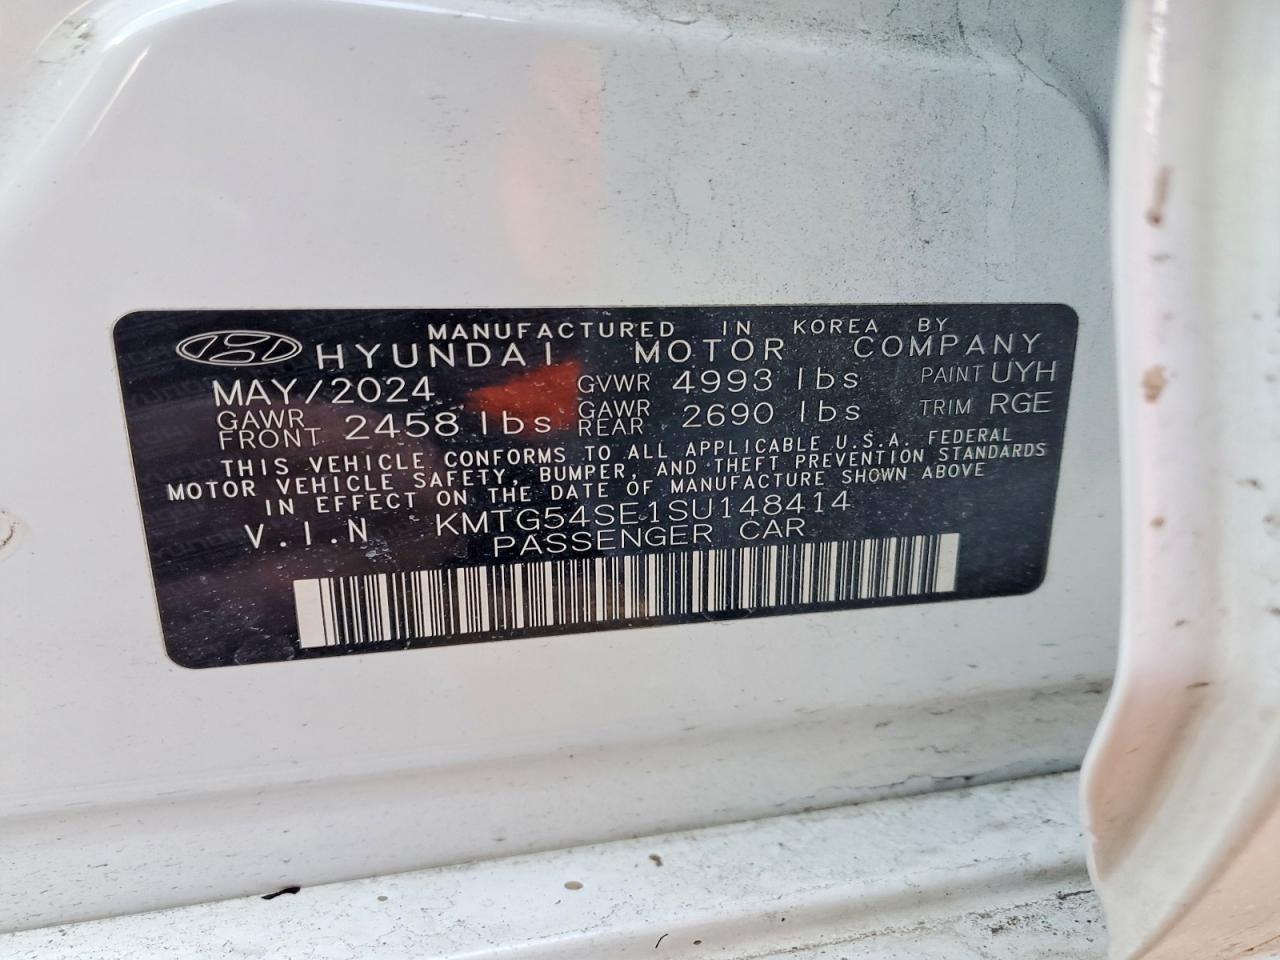 MANUFACTURED IN KOREA BY
HYUNDAI MOTOR COMPANY
MAY/2024 GVWR 4993 lbs PAINT UYH
GAWR FRONT 2458 lbs GAWR REAR 2690 lbs TRIM RGE
THIS VEHICLE CONFORMS TO ALL APPLICABLE U.S.A. FEDERAL
MOTOR VEHICLE SAFETY, BUMPER, AND THEFT PREVENTION STANDARDS
IN EFFECT ON THE DATE OF MANUFACTURE SHOWN ABOVE
V.I.N KMTG54SE1SU148414
PASSENGER CAR